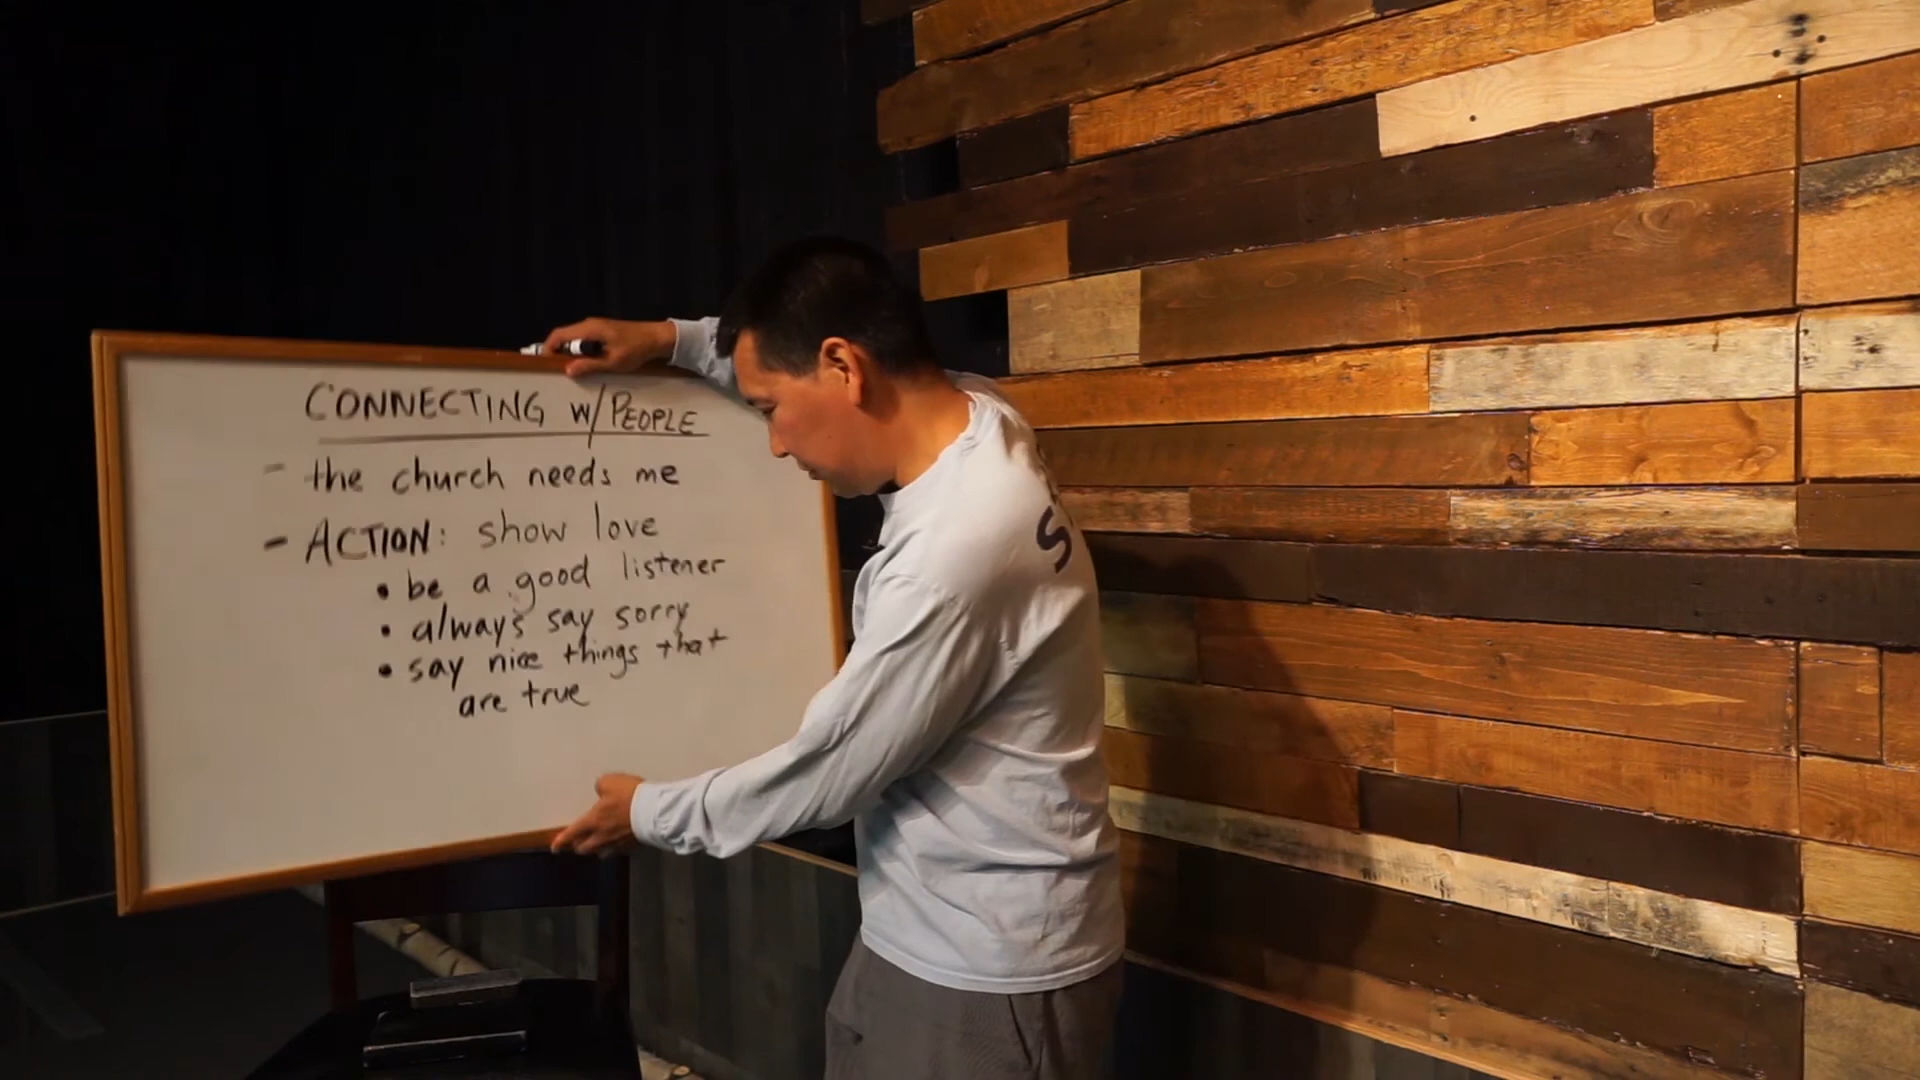 CONNECTING W/ PEOPLE
- the church needs me
- ACTION: show love
• be a good listener
• always say sorry
• say nice things that
are true
S